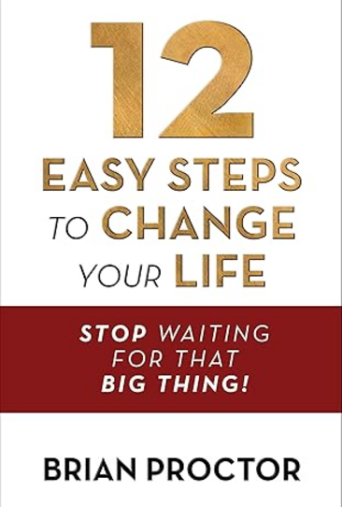 12
EASY STEPS
TO CHANGE
YOUR LIFE
STOP WAITING
FOR THAT
BIG THING!
BRIAN PROCTOR